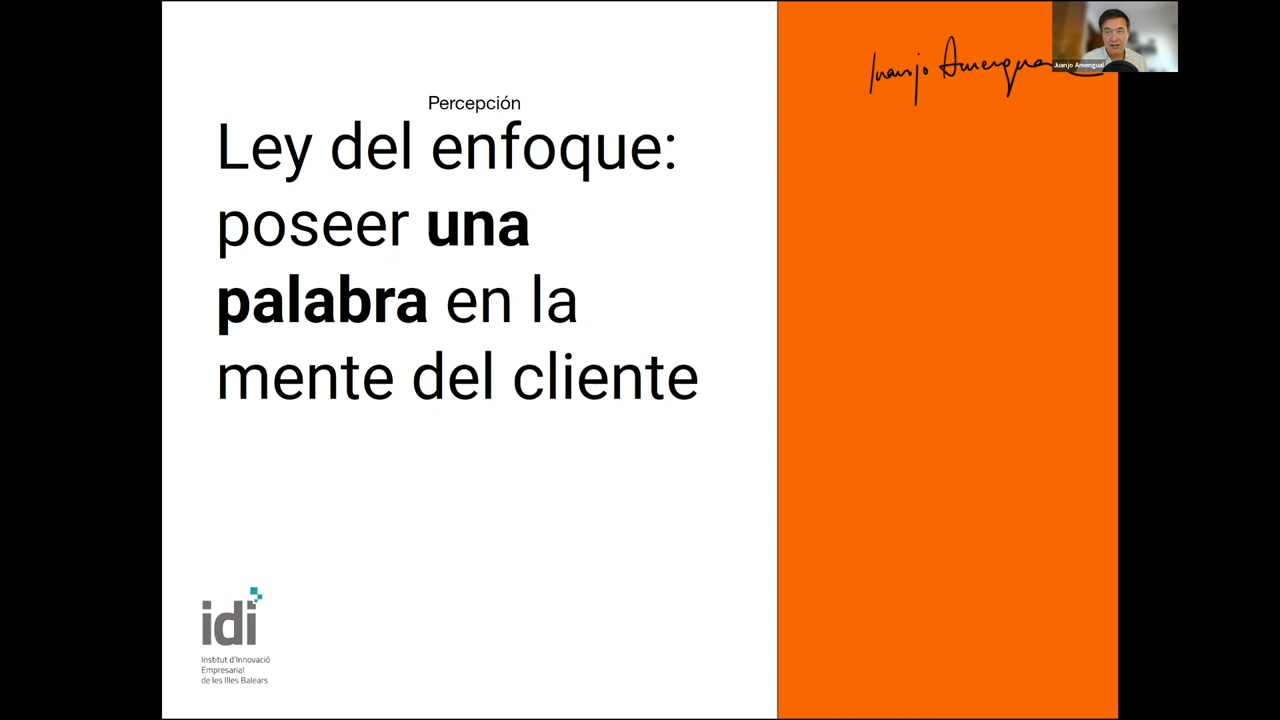 Juanjo Amengual
Juanjo Amengual
Percepción
Ley del enfoque:
poseer una
palabra en la
mente del cliente
idi
Institut d'Innovació
Empresarial
de les Illes Balears